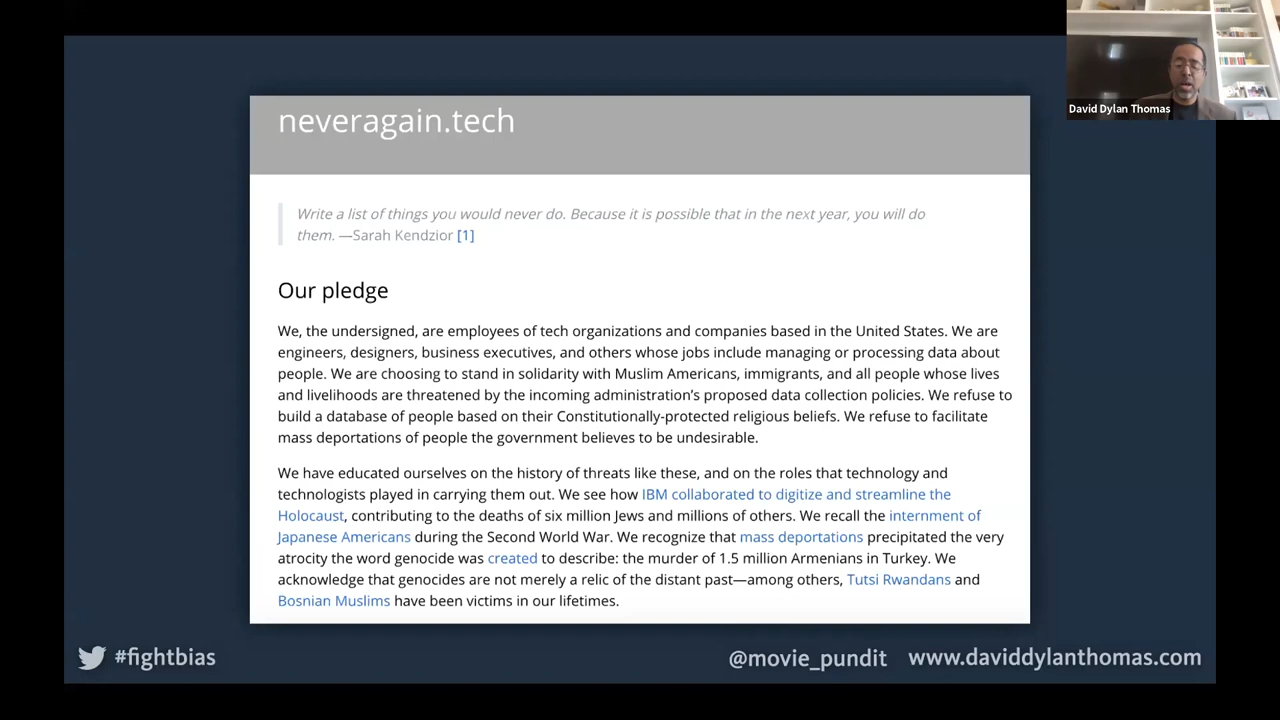 David Dylan Thomas
neveragain.tech
Write a list of things you would never do. Because it is possible that in the next year, you will do
them. —Sarah Kendzior [1]
Our pledge
We, the undersigned, are employees of tech organizations and companies based in the United States. We are
engineers, designers, business executives, and others whose jobs include managing or processing data about
people. We are choosing to stand in solidarity with Muslim Americans, immigrants, and all people whose lives
and livelihoods are threatened by the incoming administration's proposed data collection policies. We refuse to
build a database of people based on their Constitutionally-protected religious beliefs. We refuse to facilitate
mass deportations of people the government believes to be undesirable.
We have educated ourselves on the history of threats like these, and on the roles that technology and
technologists played in carrying them out. We see how IBM collaborated to digitize and streamline the
Holocaust, contributing to the deaths of six million Jews and millions of others. We recall the internment of
Japanese Americans during the Second World War. We recognize that mass deportations precipitated the very
atrocity the word genocide was created to describe: the murder of 1.5 million Armenians in Turkey. We
acknowledge that genocides are not merely a relic of the distant past—among others, Tutsi Rwandans and
Bosnian Muslims have been victims in our lifetimes.
#fightbias
@movie_pundit www.daviddylanthomas.com